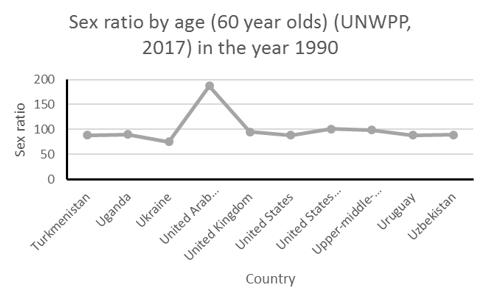 Sex ratio by age (60 year olds) (UNWPP,
2017) in the year 1990
200
150
100
50
0
Sex ratio
Turkmenistan
Uganda
Ukraine
United Arab...
United Kingdom
United States
United States...
Upper-middle-...
Uruguay
Uzbekistan
Country